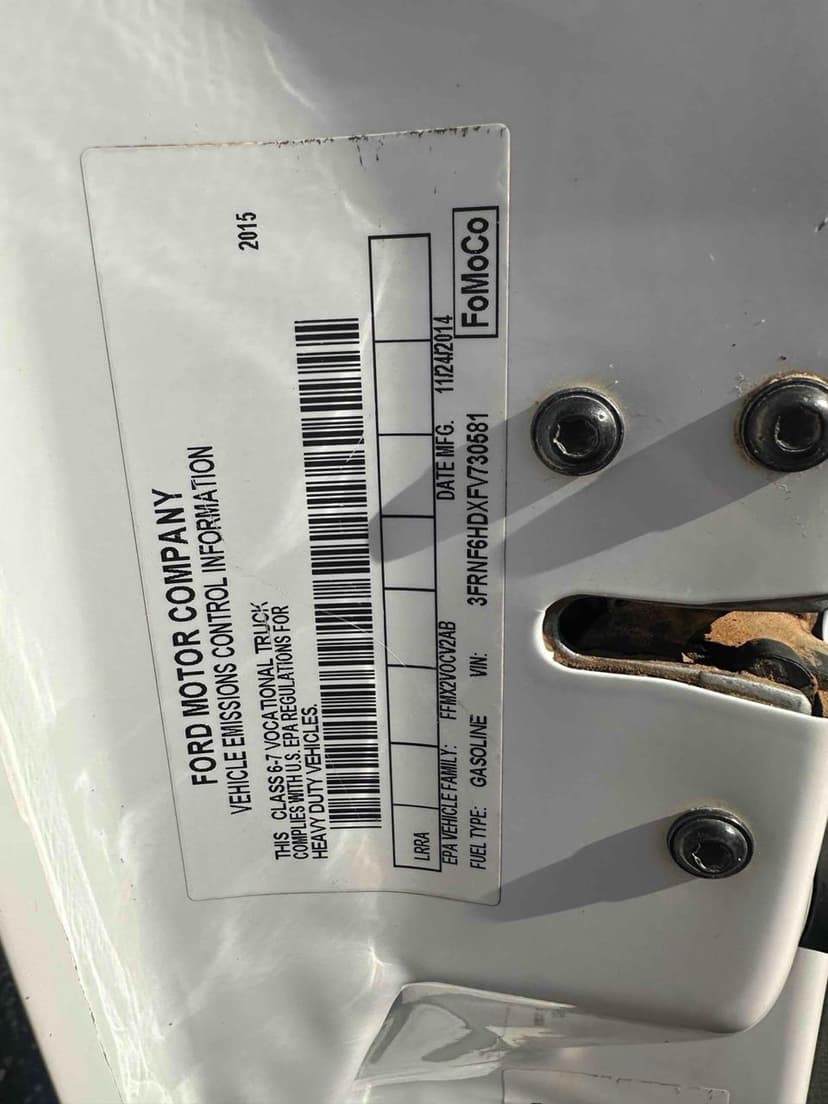 FORD MOTOR COMPANY
VEHICLE EMISSIONS CONTROL INFORMATION 2015
THIS CLASS 6-7 VOCATIONAL TRUCK
COMPLIES WITH U.S. EPA REGULATIONS FOR
HEAVY DUTY VEHICLES.
LRRA
EPA VEHICLE FAMILY: FFMX2VOCV2AB DATE MFG. 11/24/2014
FUEL TYPE: GASOLINE VIN: 3FRNF6HDXFV730581 FoMoCo